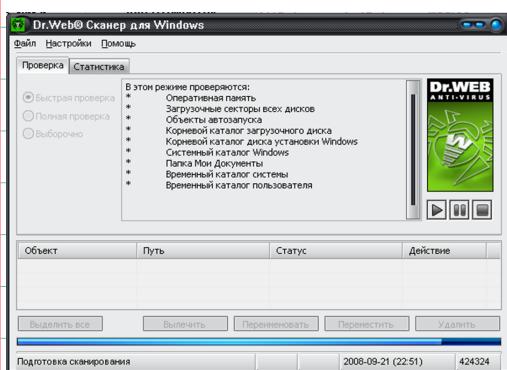 Dr.Web® Сканер для Windows
Файл Настройки Помощь
Проверка Статистика
Быстрая проверка
Полная проверка
Выборочно
В этом режиме проверяются:
* Оперативная память
* Загрузочные секторы всех дисков
* Объекты автозапуска
* Корневой каталог загрузочного диска
* Корневой каталог диска установки Windows
* Системный каталог Windows
* Папка Мои Документы
* Временный каталог системы
* Временный каталог пользователя
Dr.WEB
ANTI-VIRUS
Объект Путь Статус Действие
Выделить все Вылечить Переименовать Переместить Удалить
Подготовка сканирования 2008-09-21 (22:51) 424324